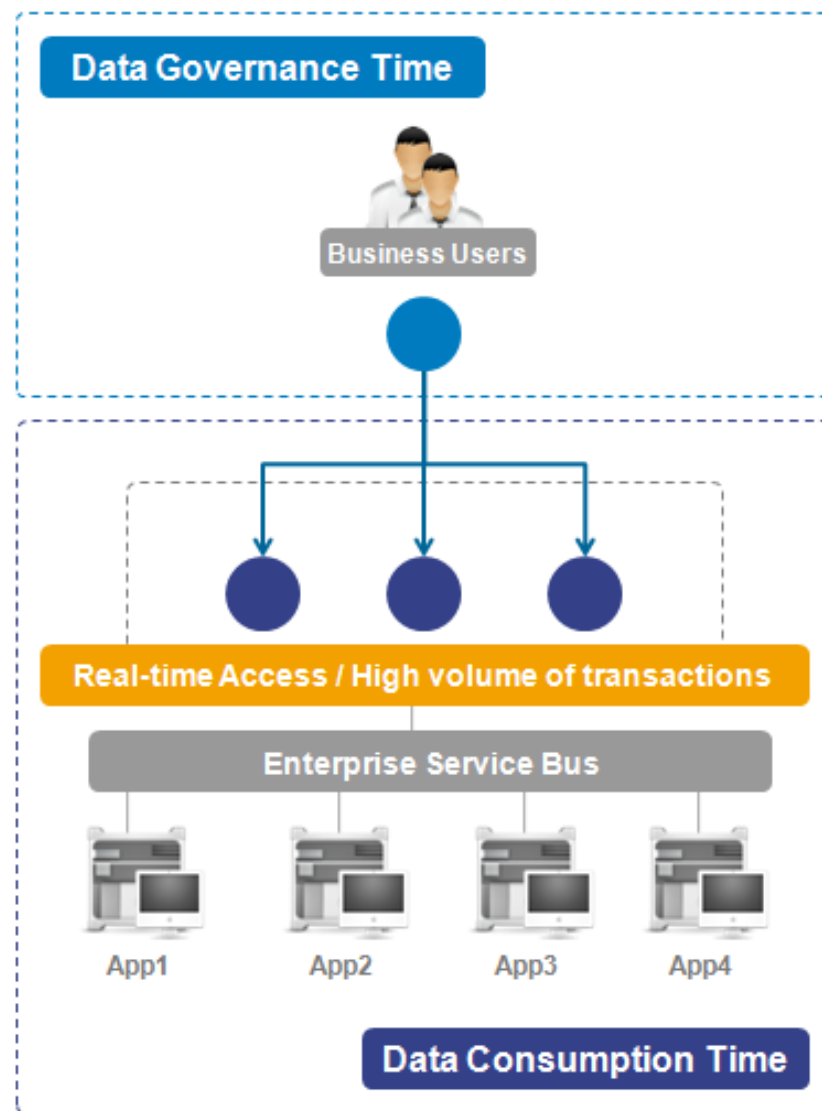 Data Governance Time
Business Users
Real-time Access / High volume of transactions
Enterprise Service Bus
App1 App2 App3 App4
Data Consumption Time